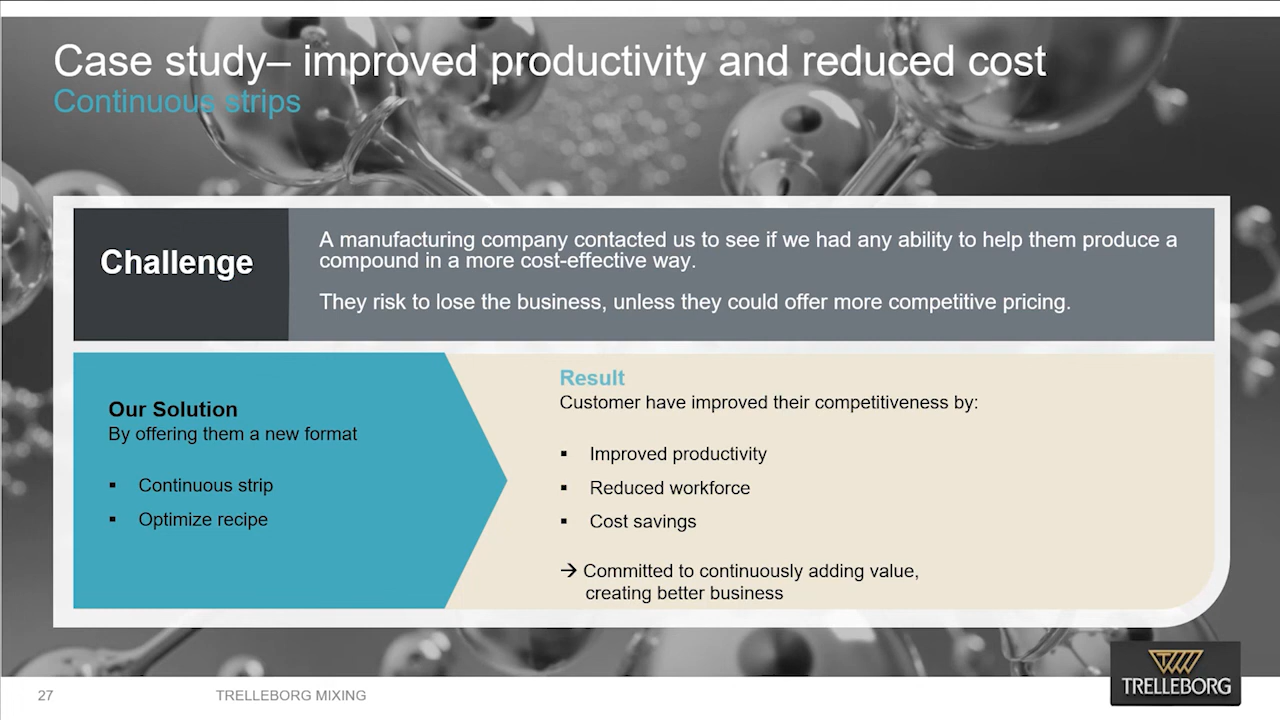 Case study– improved productivity and reduced cost
Continuous strips
Challenge
A manufacturing company contacted us to see if we had any ability to help them produce a
compound in a more cost-effective way.
They risk to lose the business, unless they could offer more competitive pricing.
Our Solution
By offering them a new format
▪ Continuous strip
▪ Optimize recipe
Result
Customer have improved their competitiveness by:
▪ Improved productivity
▪ Reduced workforce
▪ Cost savings
→ Committed to continuously adding value,
creating better business
27
TRELLEBORG MIXING
TRELLEBORG